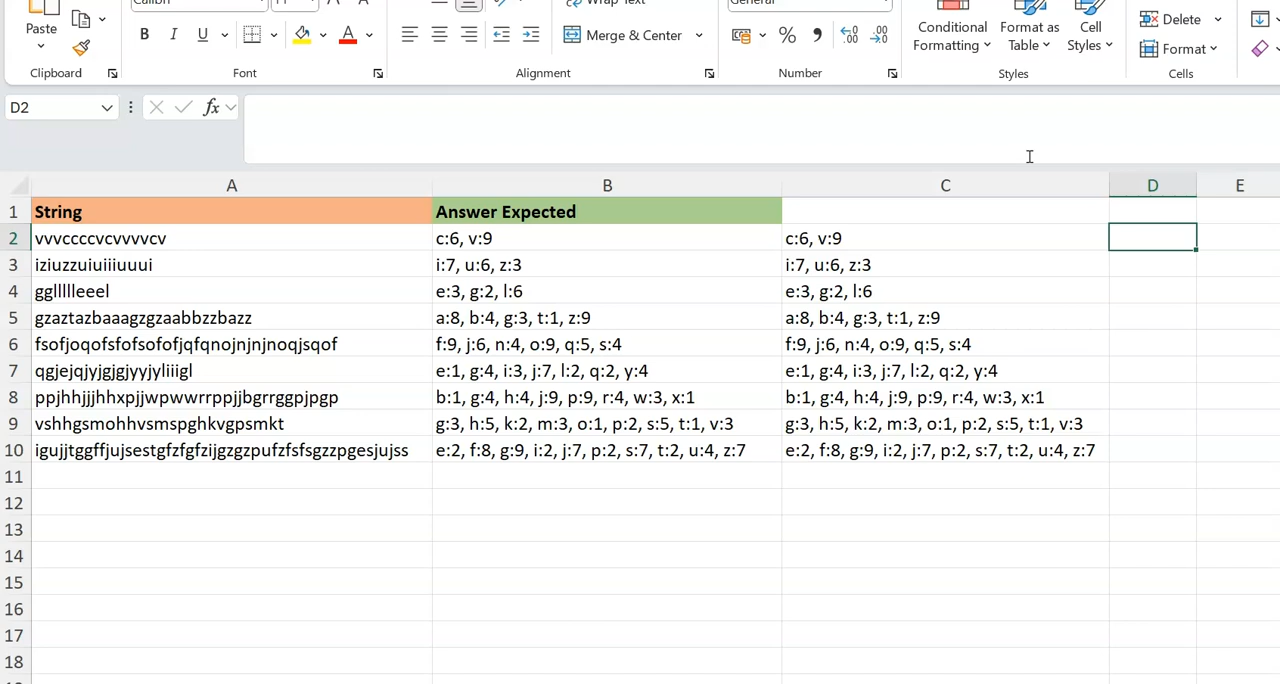 Calibri 11 A A Wrap Text General
Paste B I U A Merge & Center % Conditional Formatting Format as Table Cell Styles Delete Format
Clipboard Font Alignment Number Styles Cells
D2 fx
A B C D E
1 String Answer Expected
2 vvvccccvcvvvvcv c:6, v:9 c:6, v:9
3 iziuzzuiuiiiuuui i:7, u:6, z:3 i:7, u:6, z:3
4 ggllllleeel e:3, g:2, l:6 e:3, g:2, l:6
5 gzaztazbaaagzgzaabbzzbazz a:8, b:4, g:3, t:1, z:9 a:8, b:4, g:3, t:1, z:9
6 fsofjoqofsfofsofofjqfqnojnjnjnoqjsqof f:9, j:6, n:4, o:9, q:5, s:4 f:9, j:6, n:4, o:9, q:5, s:4
7 qgjejqjyjgjgjyyjyliiigl e:1, g:4, i:3, j:7, l:2, q:2, y:4 e:1, g:4, i:3, j:7, l:2, q:2, y:4
8 ppjhhjjjhhxpjjwpwwrrppjjbgrrggpjpgp b:1, g:4, h:4, j:9, p:9, r:4, w:3, x:1 b:1, g:4, h:4, j:9, p:9, r:4, w:3, x:1
9 vshhgsmohhvsmspghkvgpsmkt g:3, h:5, k:2, m:3, o:1, p:2, s:5, t:1, v:3 g:3, h:5, k:2, m:3, o:1, p:2, s:5, t:1, v:3
10 igujjtggffjujsestgfzfgfzijgzgzpufzfsfsgzzpgesjujss e:2, f:8, g:9, i:2, j:7, p:2, s:7, t:2, u:4, z:7 e:2, f:8, g:9, i:2, j:7, p:2, s:7, t:2, u:4, z:7
11
12
13
14
15
16
17
18